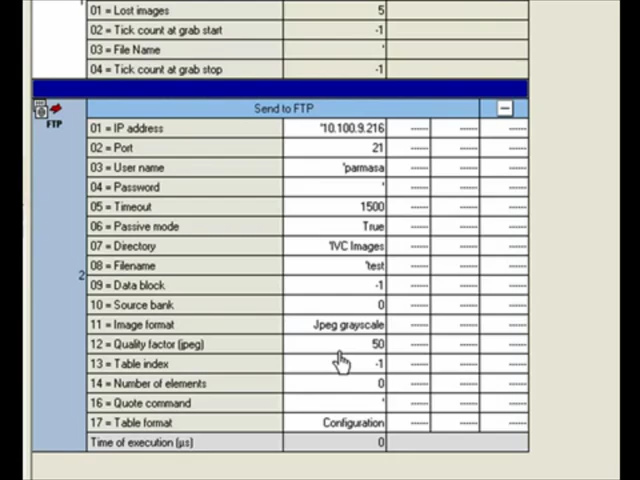 01 = Lost images 5
02 = Tick count at grab start -1
03 = File Name '
04 = Tick count at grab stop -1
Send to FTP
FTP
01 = IP address '10.100.9.216
02 = Port 21
03 = User name 'parmasa
04 = Password '
05 = Timeout 1500
06 = Passive mode True
07 = Directory 'IVC Images
08 = Filename 'test
2
09 = Data block -1
10 = Source bank 0
11 = Image format Jpeg grayscale
12 = Quality factor (jpeg) 50
13 = Table index -1
14 = Number of elements 0
16 = Quote command '
17 = Table format Configuration
Time of execution (µs) 0